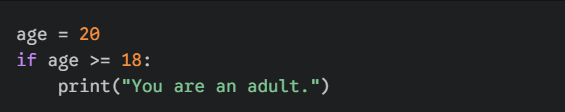 age = 20
if age >= 18:
    print("You are an adult.")